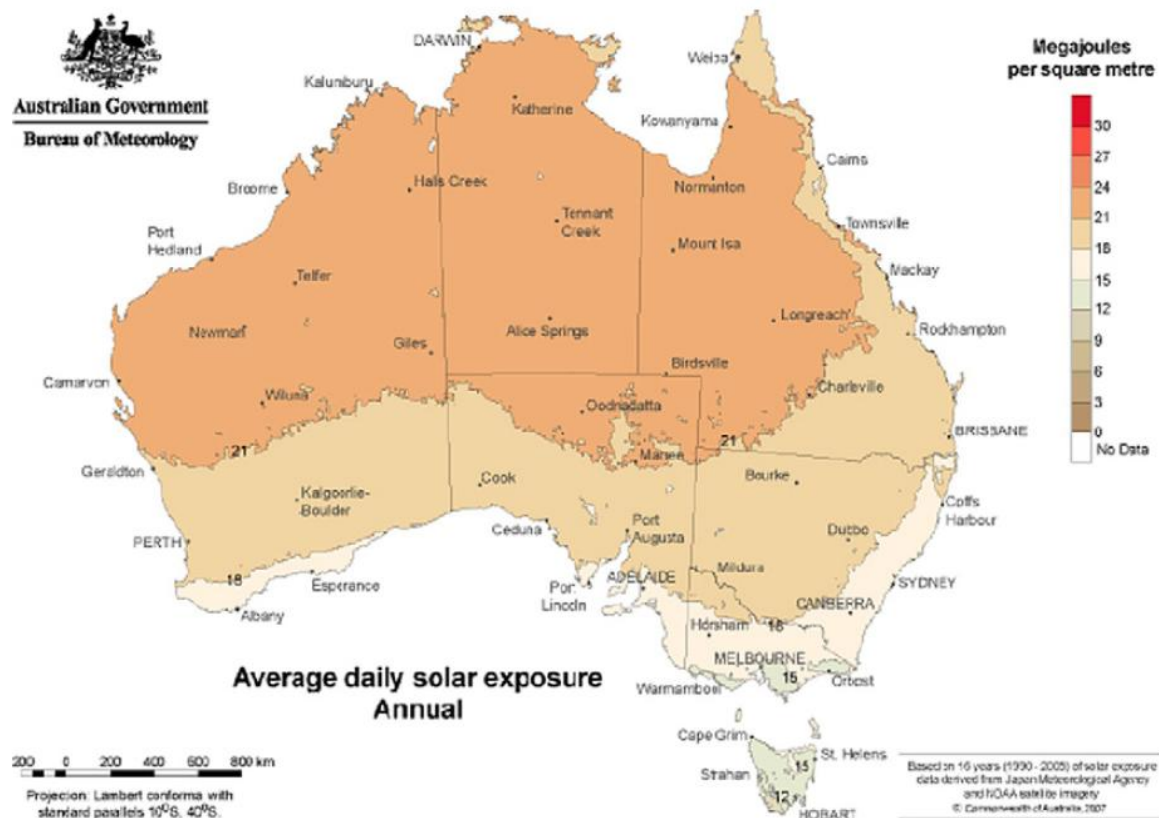 Australian Government
Bureau of Meteorology
Megajoules
per square metre
30
27
24
21
18
15
12
9
6
3
0
No Data
DARWIN
Weipa
Kalumburu
Katherine
Kowanyama
Cairns
Broome
Halls Creek
Normanton
Port
Hedland
Tennant
Creek
Townsville
Mount Isa
Telfer
Mackay
Newman
Alice Springs
Longreach
Rockhampton
Giles
Birdsville
Carnarvon
Wiluna
Charleville
Oodnadatta
21
21
BRISBANE
Geraldton
Marree
Cook
Bourke
Kalgoorlie-
Boulder
Coffs
Harbour
Ceduna
Port
Augusta
Dubbo
PERTH
18
Esperance
Port
Lincoln
ADELAIDE
Mildura
SYDNEY
Albany
CANBERRA
Horsham
18
MELBOURNE
Warrnambool
15
Orbost
Average daily solar exposure
Annual
Cape Grim
St. Helens
15
Strahan
12
HOBART
200 0 200 400 600 800 km
Projection: Lambert conformal with
standard parallels 10°S, 40°S.
Based on 16 years (1990 - 2005) of solar exposure
data derived from Japan Meteorological Agency
and NOAA satellite imagery
© Commonwealth of Australia, 2007